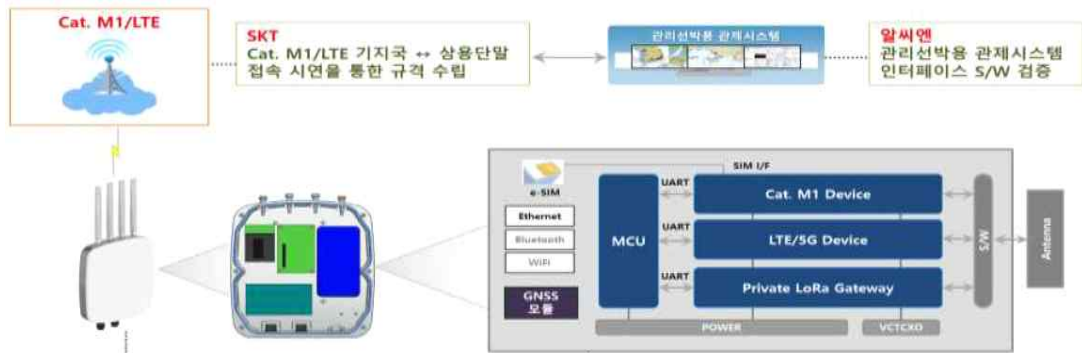 Cat. M1/LTE
SKT
Cat. M1/LTE 기지국 ↔ 상용단말
접속 시연을 통한 규격 수립
관리선박용 관제시스템
알씨엔
관리선박용 관제시스템
인터페이스 S/W 검증
e-SIM
SIM I/F
Ethernet
Bluetooth
WiFi
GNSS
모듈
MCU
UART
Cat. M1 Device
UART
LTE/5G Device
UART
Private LoRa Gateway
POWER
VCTCXO
S/W
Antenna